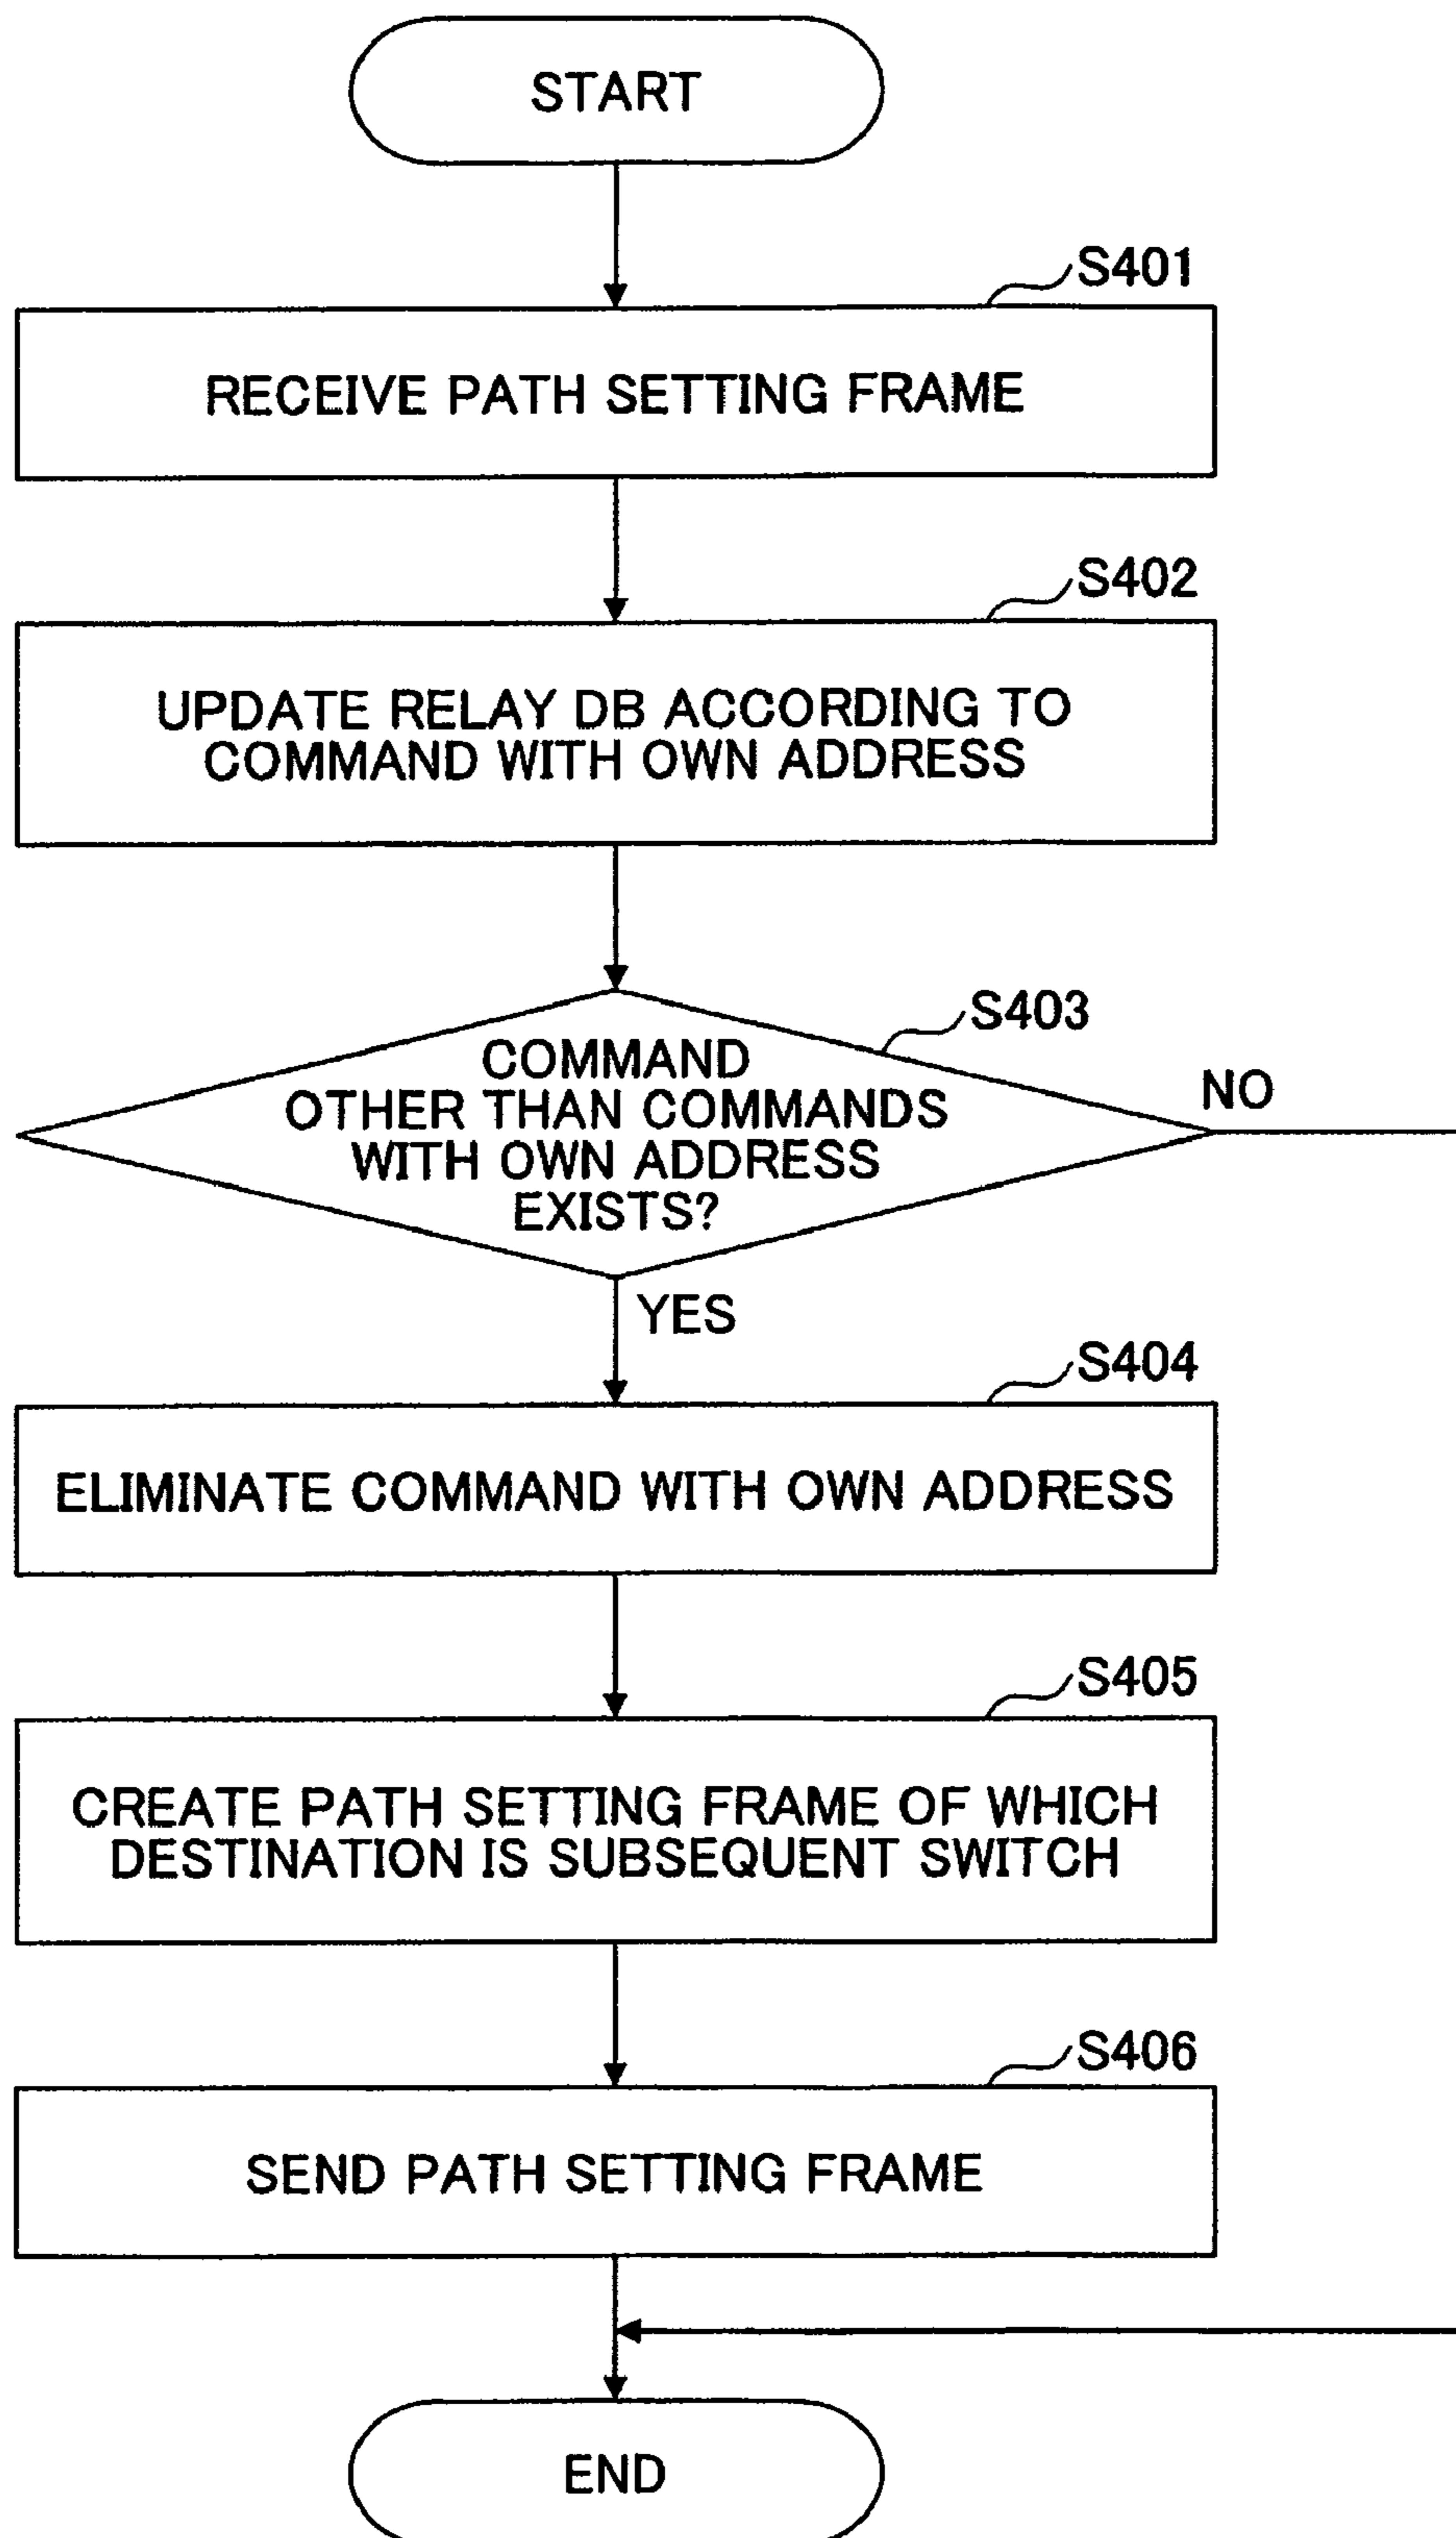 START
S401
RECEIVE PATH SETTING FRAME
S402
UPDATE RELAY DB ACCORDING TO
COMMAND WITH OWN ADDRESS
S403
COMMAND
OTHER THAN COMMANDS
WITH OWN ADDRESS
EXISTS?
NO
YES
S404
ELIMINATE COMMAND WITH OWN ADDRESS
S405
CREATE PATH SETTING FRAME OF WHICH
DESTINATION IS SUBSEQUENT SWITCH
S406
SEND PATH SETTING FRAME
END